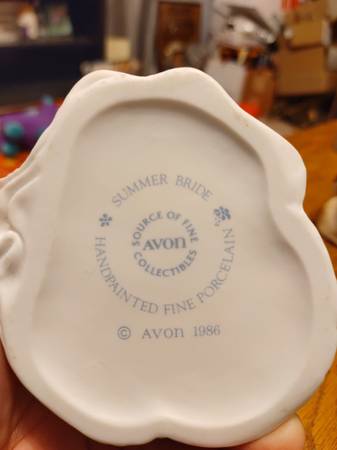 SUMMER BRIDE
HANDPAINTED FINE PORCELAIN
SOURCE OF FINE
AVON
COLLECTIBLES
© AVON 1986